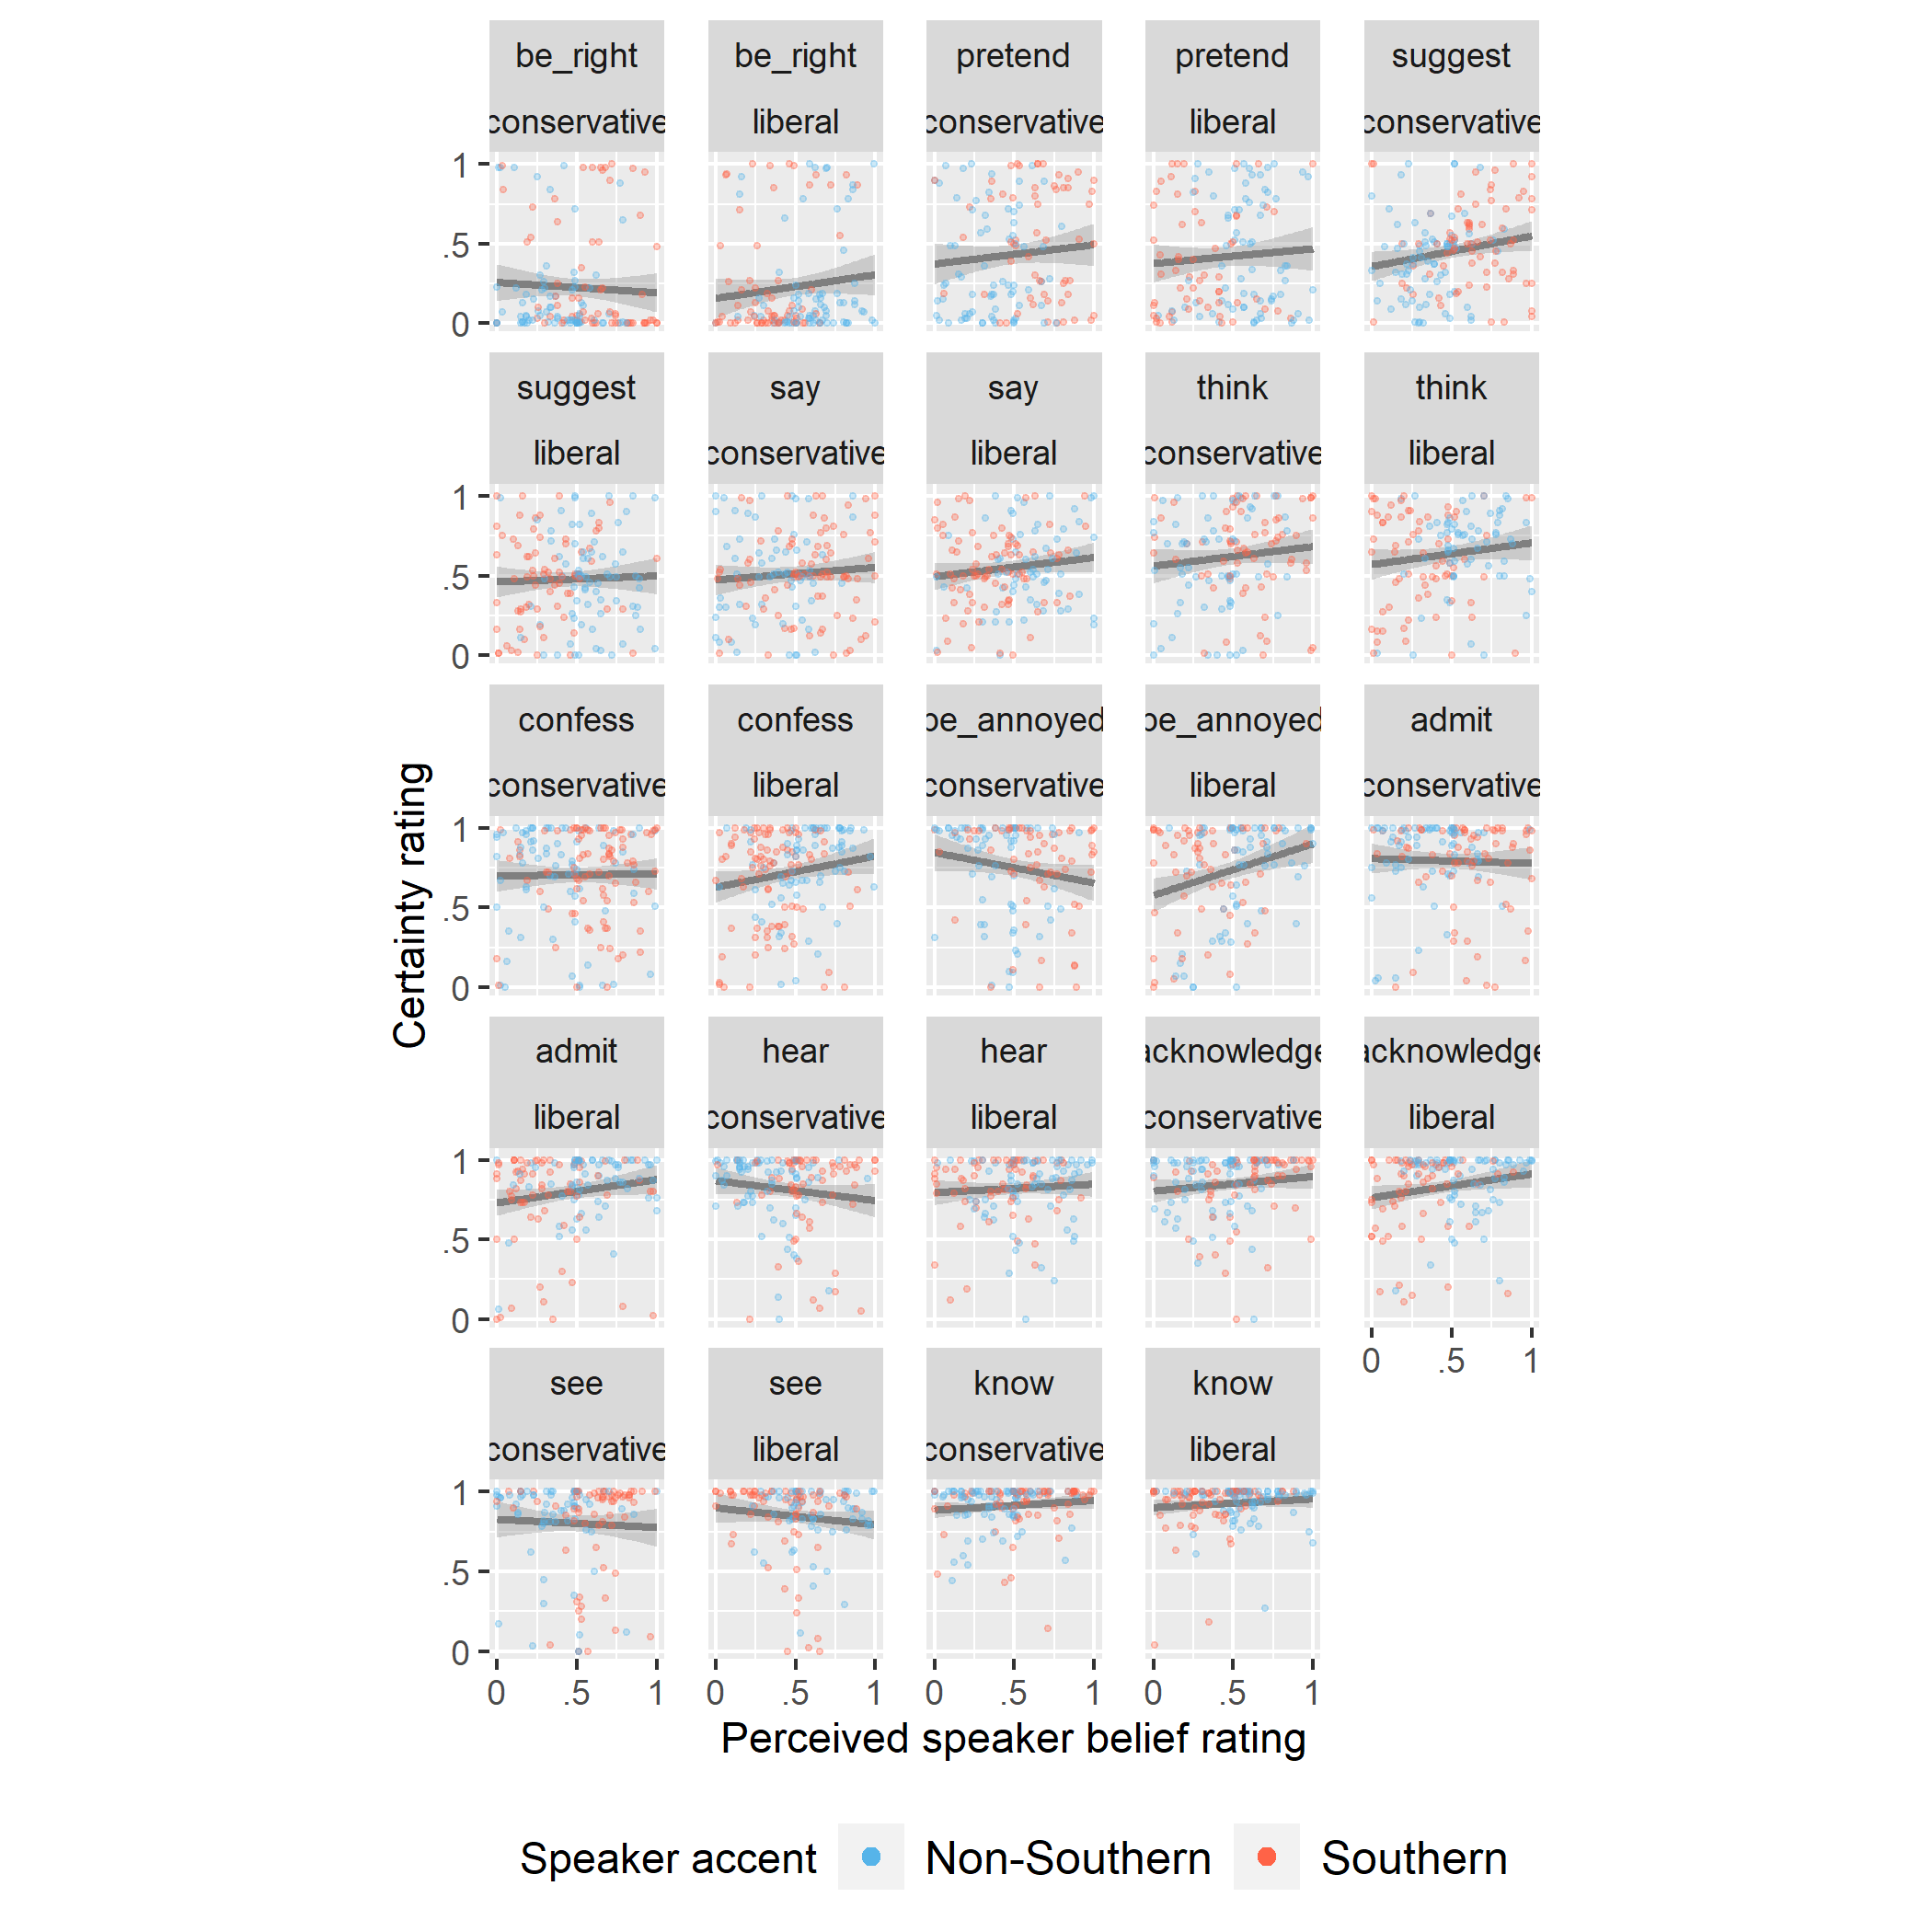 be_right be_right pretend pretend suggest
conservative liberal conservative liberal conservative
1
.5
0
suggest say say think think
liberal conservative liberal conservative liberal
1
.5
0
confess confess be_annoyed be_annoyed admit
conservative liberal conservative liberal conservative
1
.5
0
admit hear hear acknowledge acknowledge
liberal conservative liberal conservative liberal
1
.5
0
0 .5 1
see see know know
conservative liberal conservative liberal
1
.5
0
0 .5 1 0 .5 1 0 .5 1 0 .5 1
Certainty rating
Perceived speaker belief rating
Speaker accent Non-Southern Southern